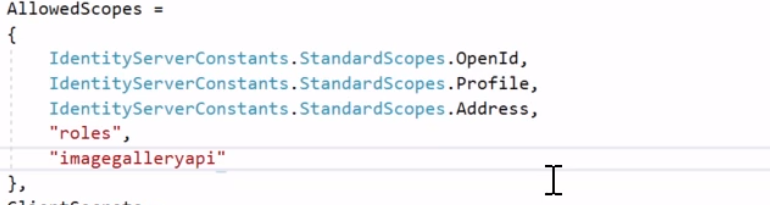 AllowedScopes =
{
IdentityServerConstants.StandardScopes.OpenId,
IdentityServerConstants.StandardScopes.Profile,
IdentityServerConstants.StandardScopes.Address,
"roles",
"imagegalleryapi"
},